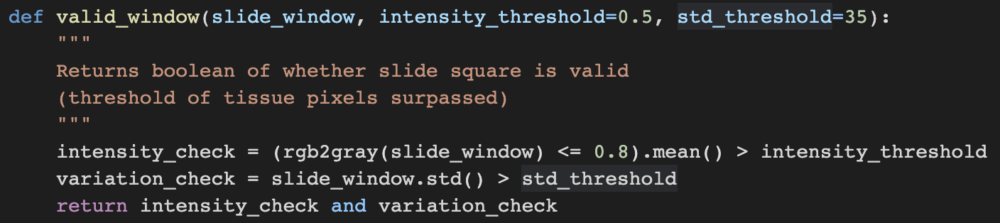 def valid_window(slide_window, intensity_threshold=0.5, std_threshold=35):
    """
    Returns boolean of whether slide square is valid
    (threshold of tissue pixels surpassed)
    """
    intensity_check = (rgb2gray(slide_window) <= 0.8).mean() > intensity_threshold
    variation_check = slide_window.std() > std_threshold
    return intensity_check and variation_check